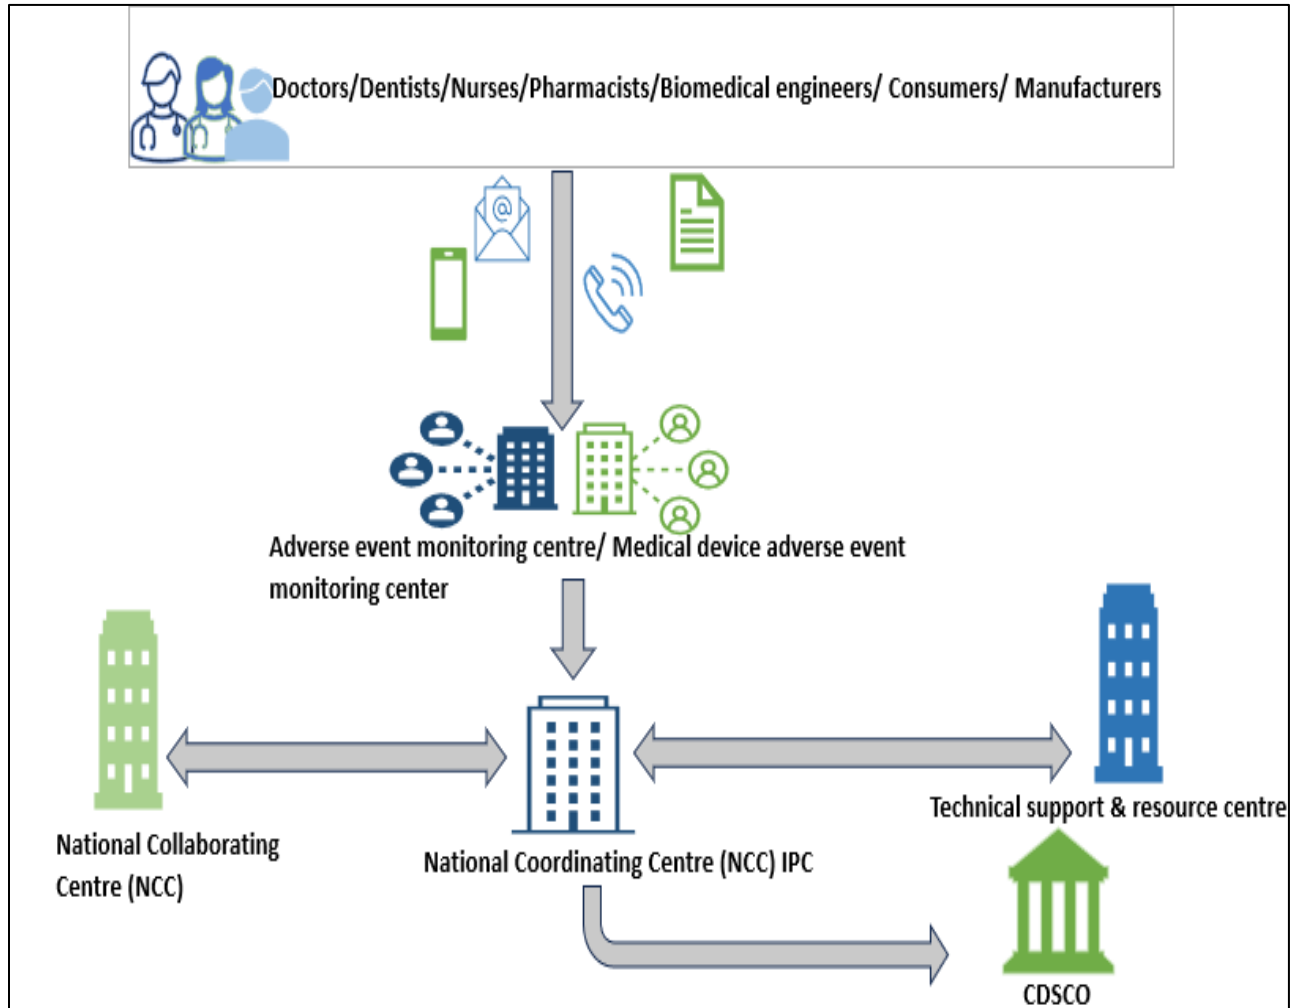 Doctors/Dentists/Nurses/Pharmacists/Biomedical engineers/ Consumers/ Manufacturers
@
Adverse event monitoring centre/ Medical device adverse event
monitoring center
Technical support & resource centre
National Collaborating
Centre (NCC)
National Coordinating Centre (NCC) IPC
CDSCO